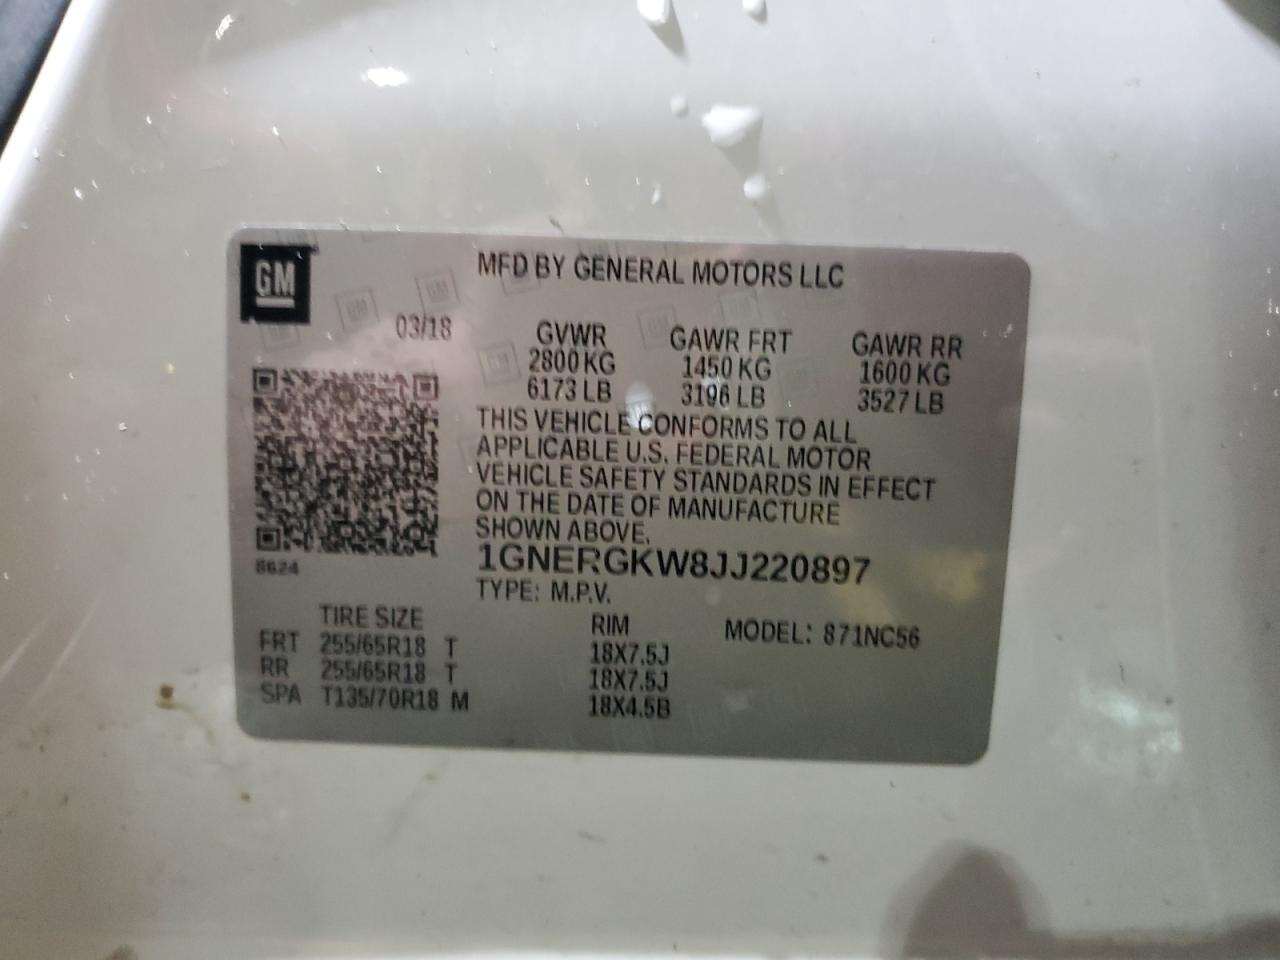 GM
MFD BY GENERAL MOTORS LLC
03/18
GVWR GAWR FRT GAWR RR
2800 KG 1450 KG 1600 KG
6173 LB 3196 LB 3527 LB
THIS VEHICLE CONFORMS TO ALL
APPLICABLE U.S. FEDERAL MOTOR
VEHICLE SAFETY STANDARDS IN EFFECT
ON THE DATE OF MANUFACTURE
SHOWN ABOVE.
1GNERGKW8JJ220897
8624
TYPE: M.P.V.
TIRE SIZE RIM MODEL: 871NC56
FRT 255/65R18 T 18X7.5J
RR 255/65R18 T 18X7.5J
SPA T135/70R18 M 18X4.5B